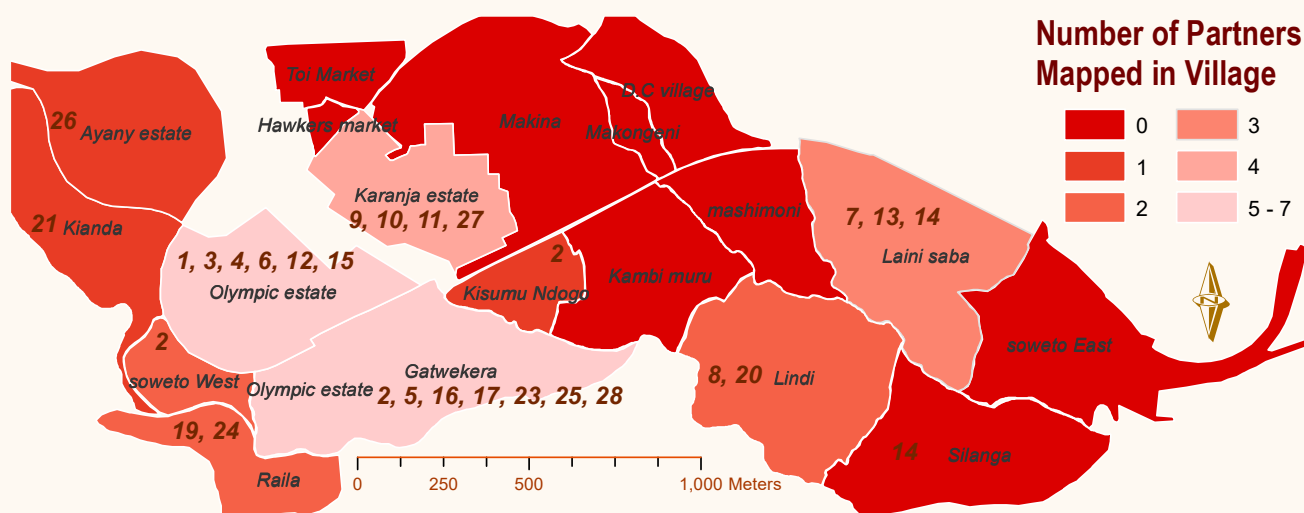 Number of Partners
Mapped in Village
0
3
1
4
2
5 - 7
Toi Market
D.C village
Hawkers market
Makina
Makongeni
26
Ayany estate
Karanja estate
9, 10, 11, 27
mashimoni
7, 13, 14
21 Kianda
Laini saba
1, 3, 4, 6, 12, 15
Olympic estate
2
Kisumu Ndogo
Kambi muru
N
2
soweto West
soweto East
Gatwekera
Olympic estate
2, 5, 16, 17, 23, 25, 28
8, 20 Lindi
19, 24
14
Silanga
Raila
0
250
500
1,000 Meters